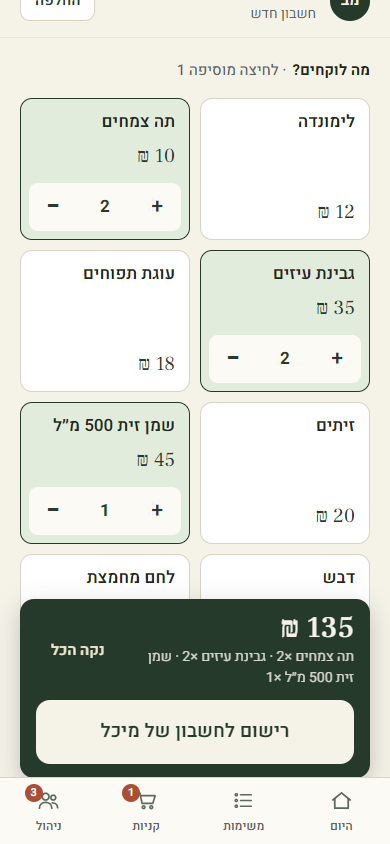 מב
חשבון חדש
החלפה
מה לוקחים? · לחיצה מוסיפה 1
לימונדה
12 ₪
תה צמחים
10 ₪
+ 2 −
גבינת עיזים
35 ₪
+ 2 −
עוגת תפוחים
18 ₪
זיתים
20 ₪
שמן זית 500 מ״ל
45 ₪
+ 1 −
דבש
לחם מחמצת
135 ₪
תה צמחים ×2 · גבינת עיזים ×2 · שמן
זית 500 מ״ל ×1
נקה הכל
רישום לחשבון של מיכל
היום
משימות
1
קניות
3
ניהול